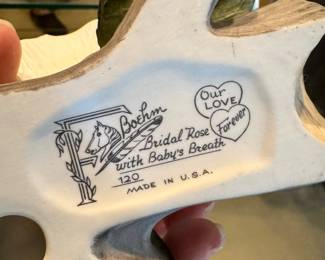 Boehm
Bridal Rose
with Baby's Breath
120
MADE IN U.S.A.
Our
LOVE
Forever